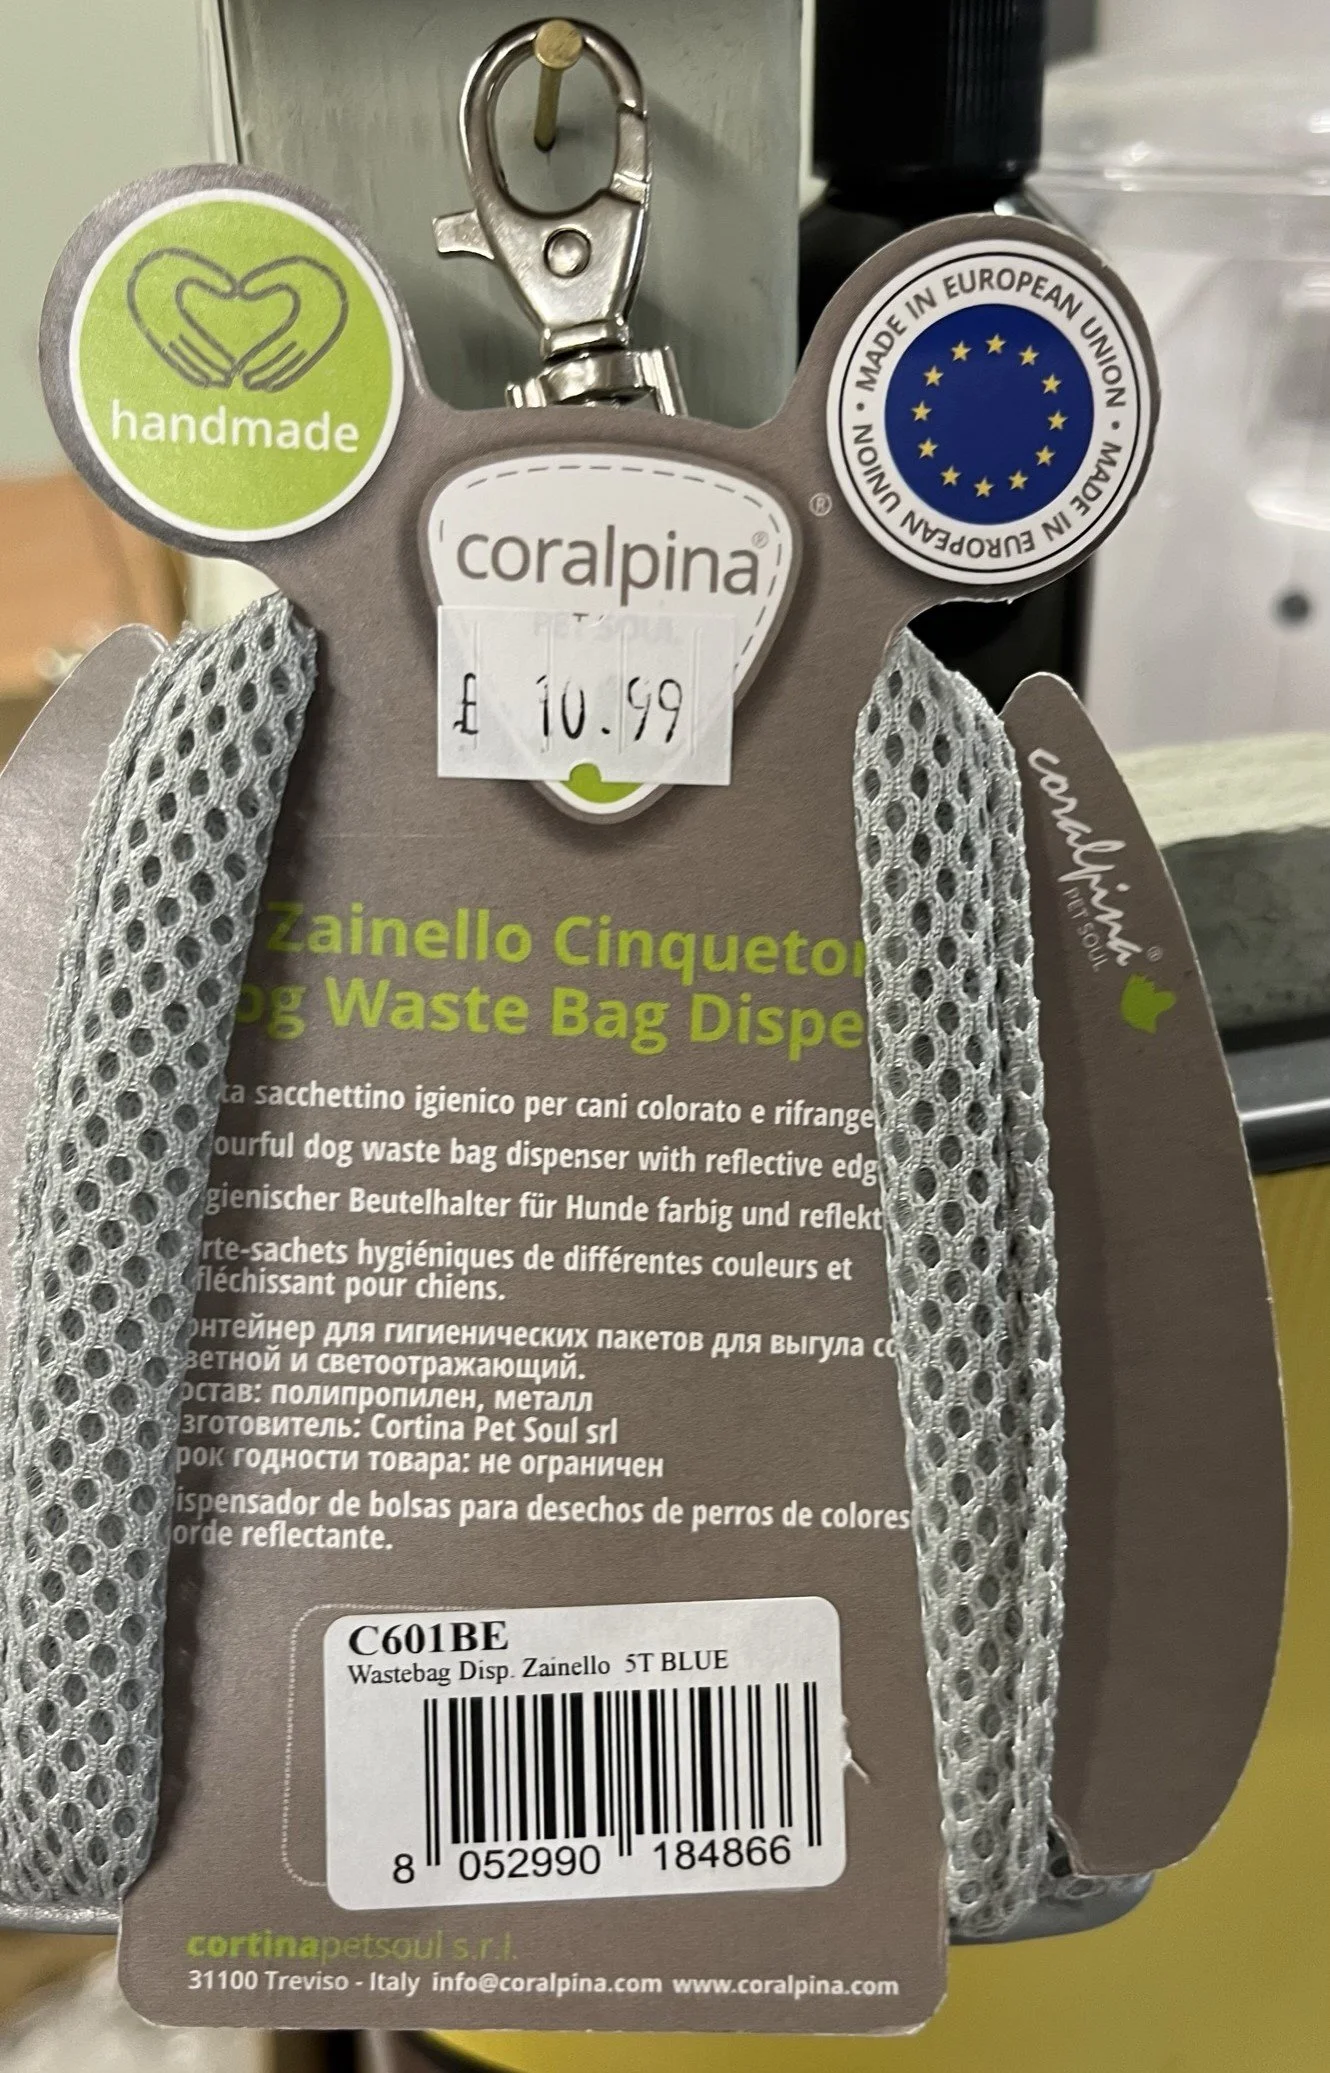 handmade
MADE IN EUROPEAN UNION • MADE IN EUROPEAN UNION •
coralpina®
PET SOUL
®
£ 10.99
coralpina®
PET SOUL
Zainello Cinquetor
og Waste Bag Dispe
ta sacchettino igienico per cani colorato e rifrange
ourful dog waste bag dispenser with reflective edg
gienischer Beutelhalter für Hunde farbig und reflekt
rte-sachets hygiéniques de différentes couleurs et
fléchissant pour chiens.
онтейнер для гигиенических пакетов для выгула со
ветной и светоотражающий.
остав: полипропилен, металл
зготовитель: Cortina Pet Soul srl
рок годности товара: не ограничен
ispensador de bolsas para desechos de perros de colores
orde reflectante.
C601BE
Wastebag Disp. Zainello 5T BLUE
8 052990 184866
cortinapetsoul s.r.l.
31100 Treviso - Italy info@coralpina.com www.coralpina.com